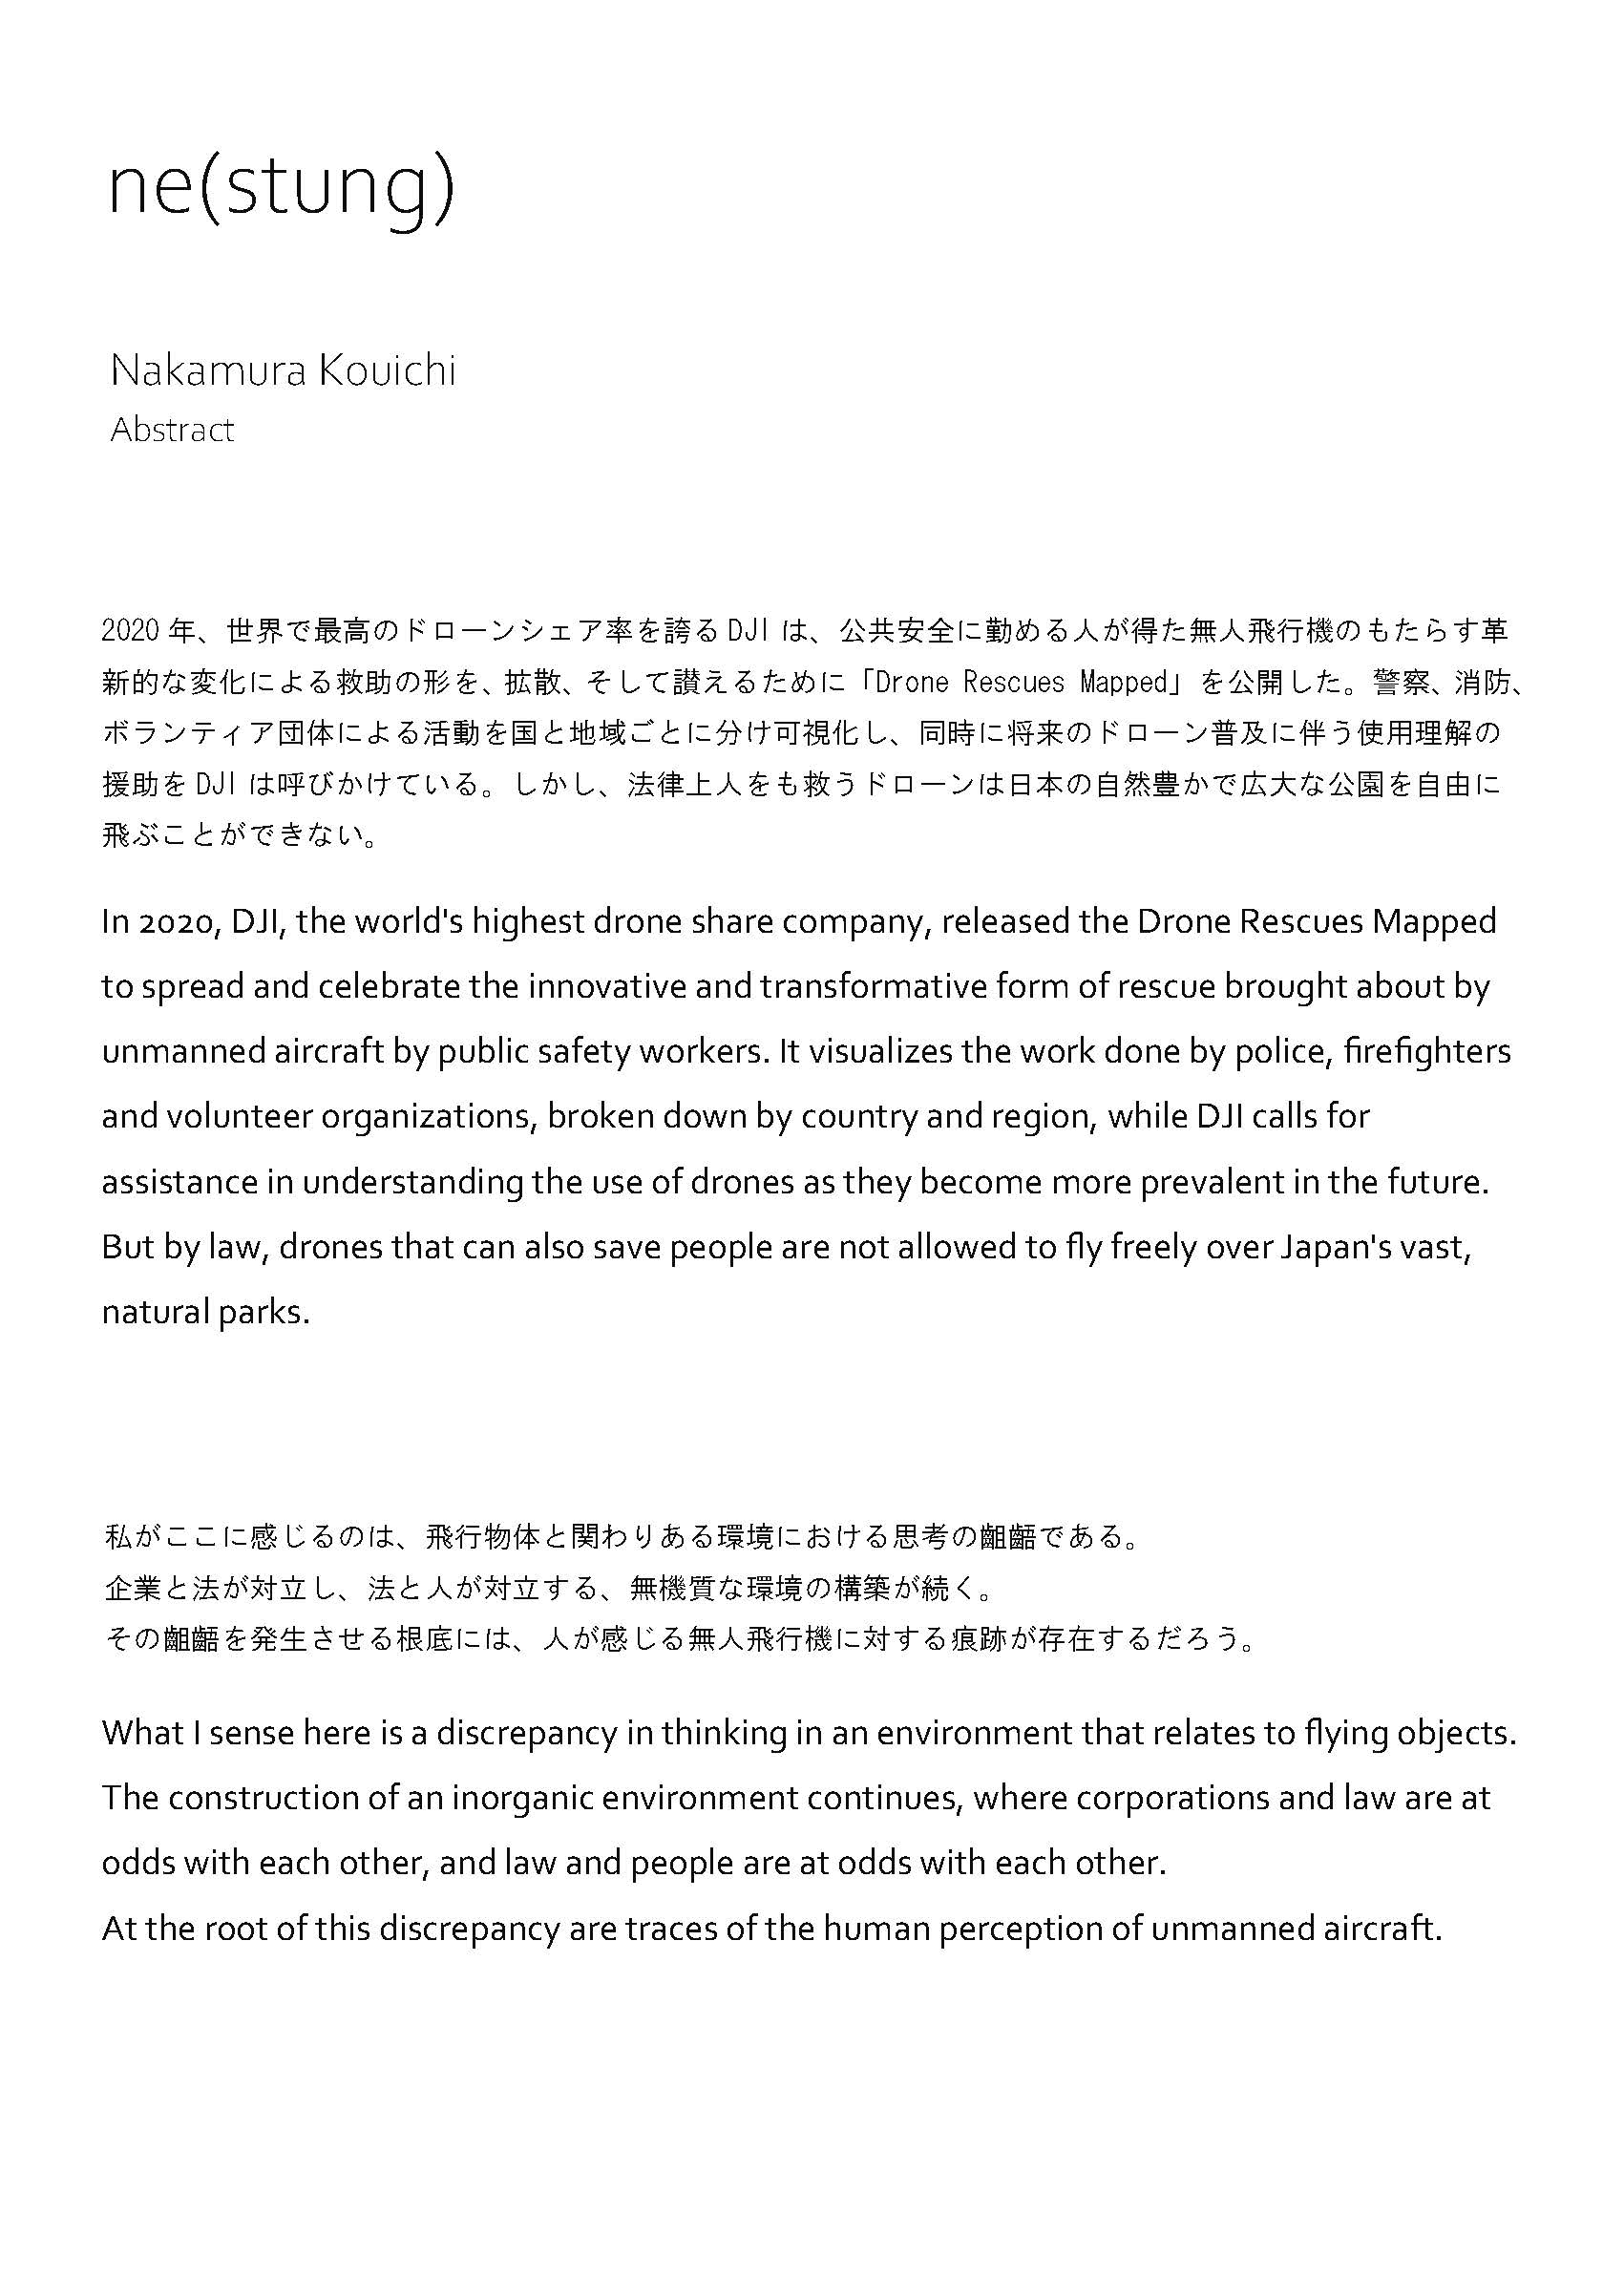 ne(stung)
Nakamura Kouichi
Abstract
2020 年、世界で最高のドローンシェア率を誇る DJI は、公共安全に勤める人が得た無人飛行機のもたらす革
新的な変化による救助の形を、拡散、そして讃えるために「Drone Rescues Mapped」を公開した。警察、消防、
ボランティア団体による活動を国と地域ごとに分け可視化し、同時に将来のドローン普及に伴う使用理解の
援助を DJI は呼びかけている。しかし、法律上人をも救うドローンは日本の自然豊かで広大な公園を自由に
飛ぶことができない。
In 2020, DJI, the world's highest drone share company, released the Drone Rescues Mapped
to spread and celebrate the innovative and transformative form of rescue brought about by
unmanned aircraft by public safety workers. It visualizes the work done by police, firefighters
and volunteer organizations, broken down by country and region, while DJI calls for
assistance in understanding the use of drones as they become more prevalent in the future.
But by law, drones that can also save people are not allowed to fly freely over Japan's vast,
natural parks.
私がここに感じるのは、飛行物体と関わりある環境における思考の齟齬である。
企業と法が対立し、法と人が対立する、無機質な環境の構築が続く。
その齟齬を発生させる根底には、人が感じる無人飛行機に対する痕跡が存在するだろう。
What I sense here is a discrepancy in thinking in an environment that relates to flying objects.
The construction of an inorganic environment continues, where corporations and law are at
odds with each other, and law and people are at odds with each other.
At the root of this discrepancy are traces of the human perception of unmanned aircraft.